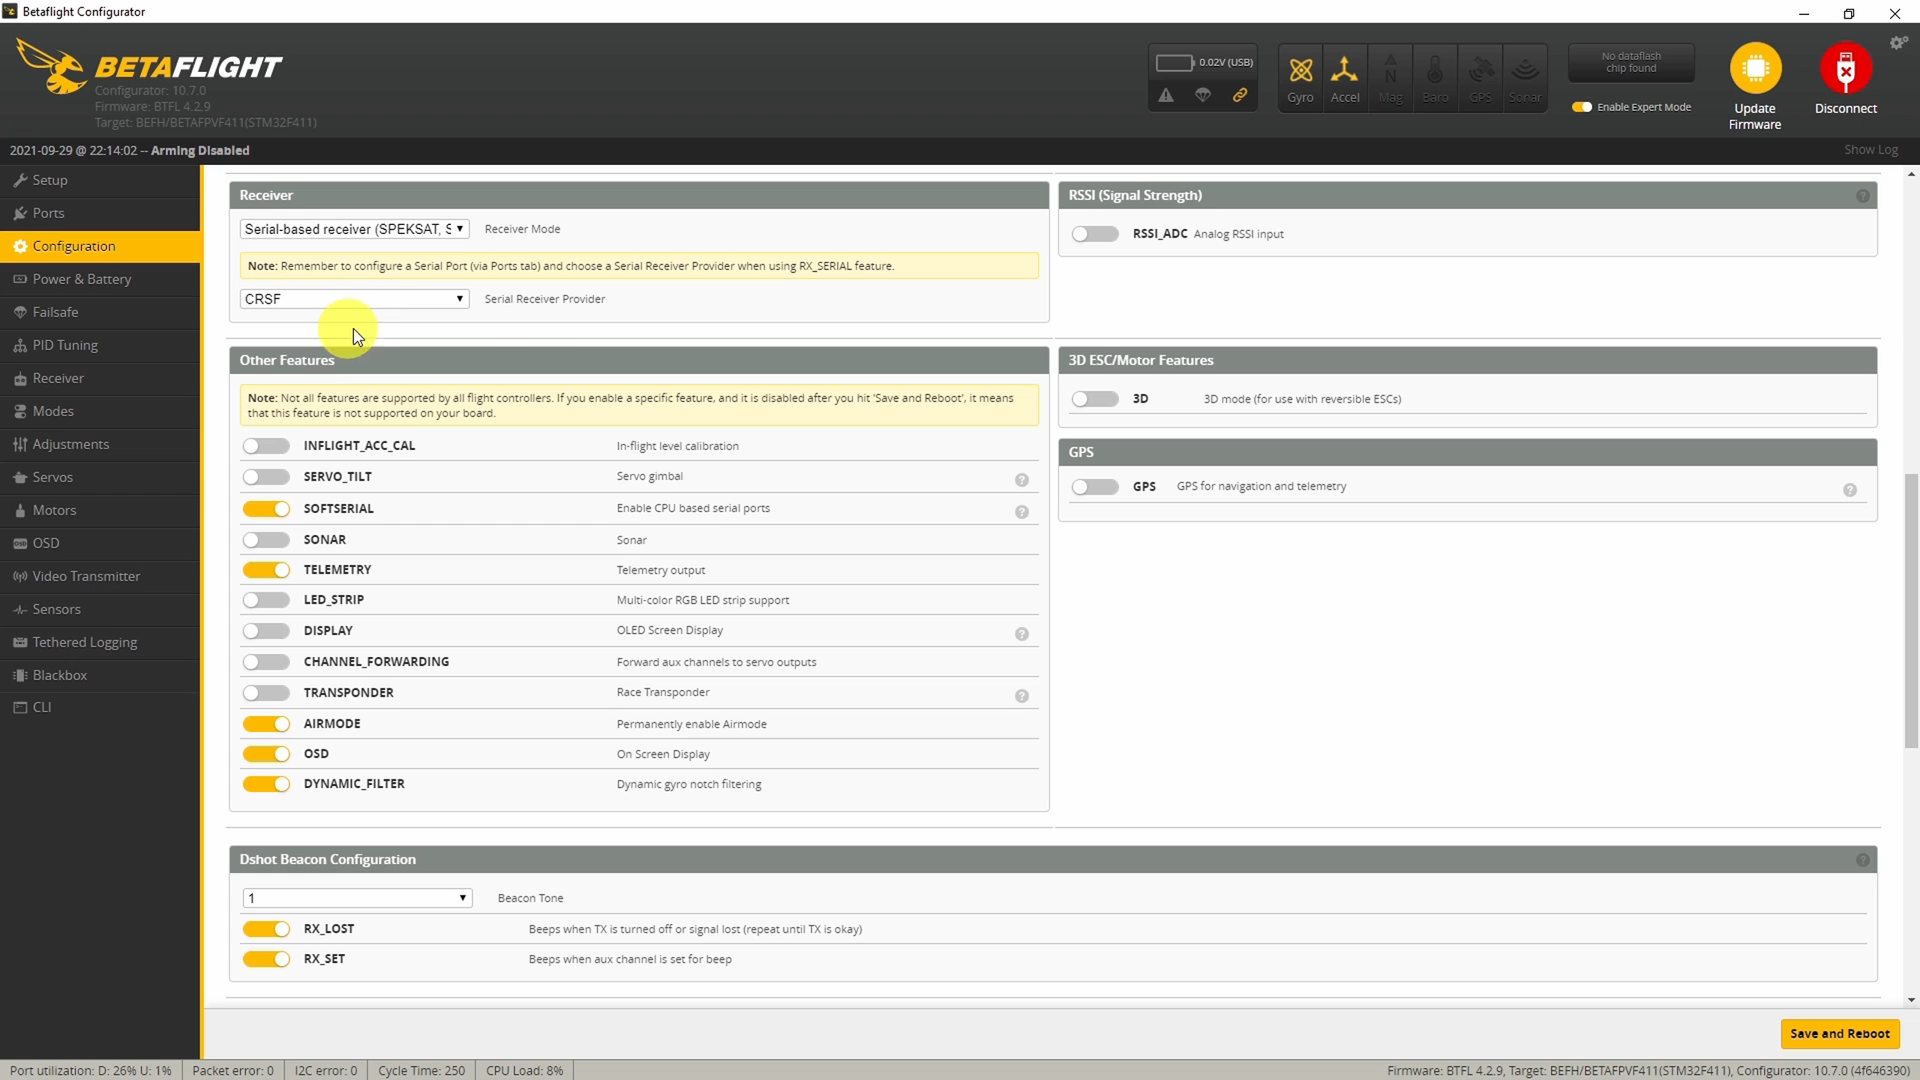 Betaflight Configurator
BETAFLIGHT
Configurator: 10.7.0
Firmware: BTFL 4.2.9
Target: BEFH/BETAFPVF411(STM32F411)
0.02V (USB)
Gyro
Accel
Mag
Baro
GPS
Sonar
No dataflash
chip found
Enable Expert Mode
Update
Firmware
Disconnect
2021-09-29 @ 22:14:02 -- Arming Disabled
Show Log
Setup
Ports
Configuration
Power & Battery
Failsafe
PID Tuning
Receiver
Modes
Adjustments
Servos
Motors
OSD
Video Transmitter
Sensors
Tethered Logging
Blackbox
CLI
Receiver
Serial-based receiver (SPEKSAT, S
Receiver Mode
Note: Remember to configure a Serial Port (via Ports tab) and choose a Serial Receiver Provider when using RX_SERIAL feature.
CRSF
Serial Receiver Provider
RSSI (Signal Strength)
RSSI_ADC Analog RSSI input
Other Features
Note: Not all features are supported by all flight controllers. If you enable a specific feature, and it is disabled after you hit 'Save and Reboot', it means
that this feature is not supported on your board.
INFLIGHT_ACC_CAL In-flight level calibration
SERVO_TILT Servo gimbal
SOFTSERIAL Enable CPU based serial ports
SONAR Sonar
TELEMETRY Telemetry output
LED_STRIP Multi-color RGB LED strip support
DISPLAY OLED Screen Display
CHANNEL_FORWARDING Forward aux channels to servo outputs
TRANSPONDER Race Transponder
AIRMODE Permanently enable Airmode
OSD On Screen Display
DYNAMIC_FILTER Dynamic gyro notch filtering
3D ESC/Motor Features
3D 3D mode (for use with reversible ESCs)
GPS
GPS GPS for navigation and telemetry
Dshot Beacon Configuration
1 Beacon Tone
RX_LOST Beeps when TX is turned off or signal lost (repeat until TX is okay)
RX_SET Beeps when aux channel is set for beep
Save and Reboot
Port utilization: D: 26% U: 1% Packet error: 0 I2C error: 0 Cycle Time: 250 CPU Load: 8%
Firmware: BTFL 4.2.9, Target: BEFH/BETAFPVF411(STM32F411), Configurator: 10.7.0 (4f646390)